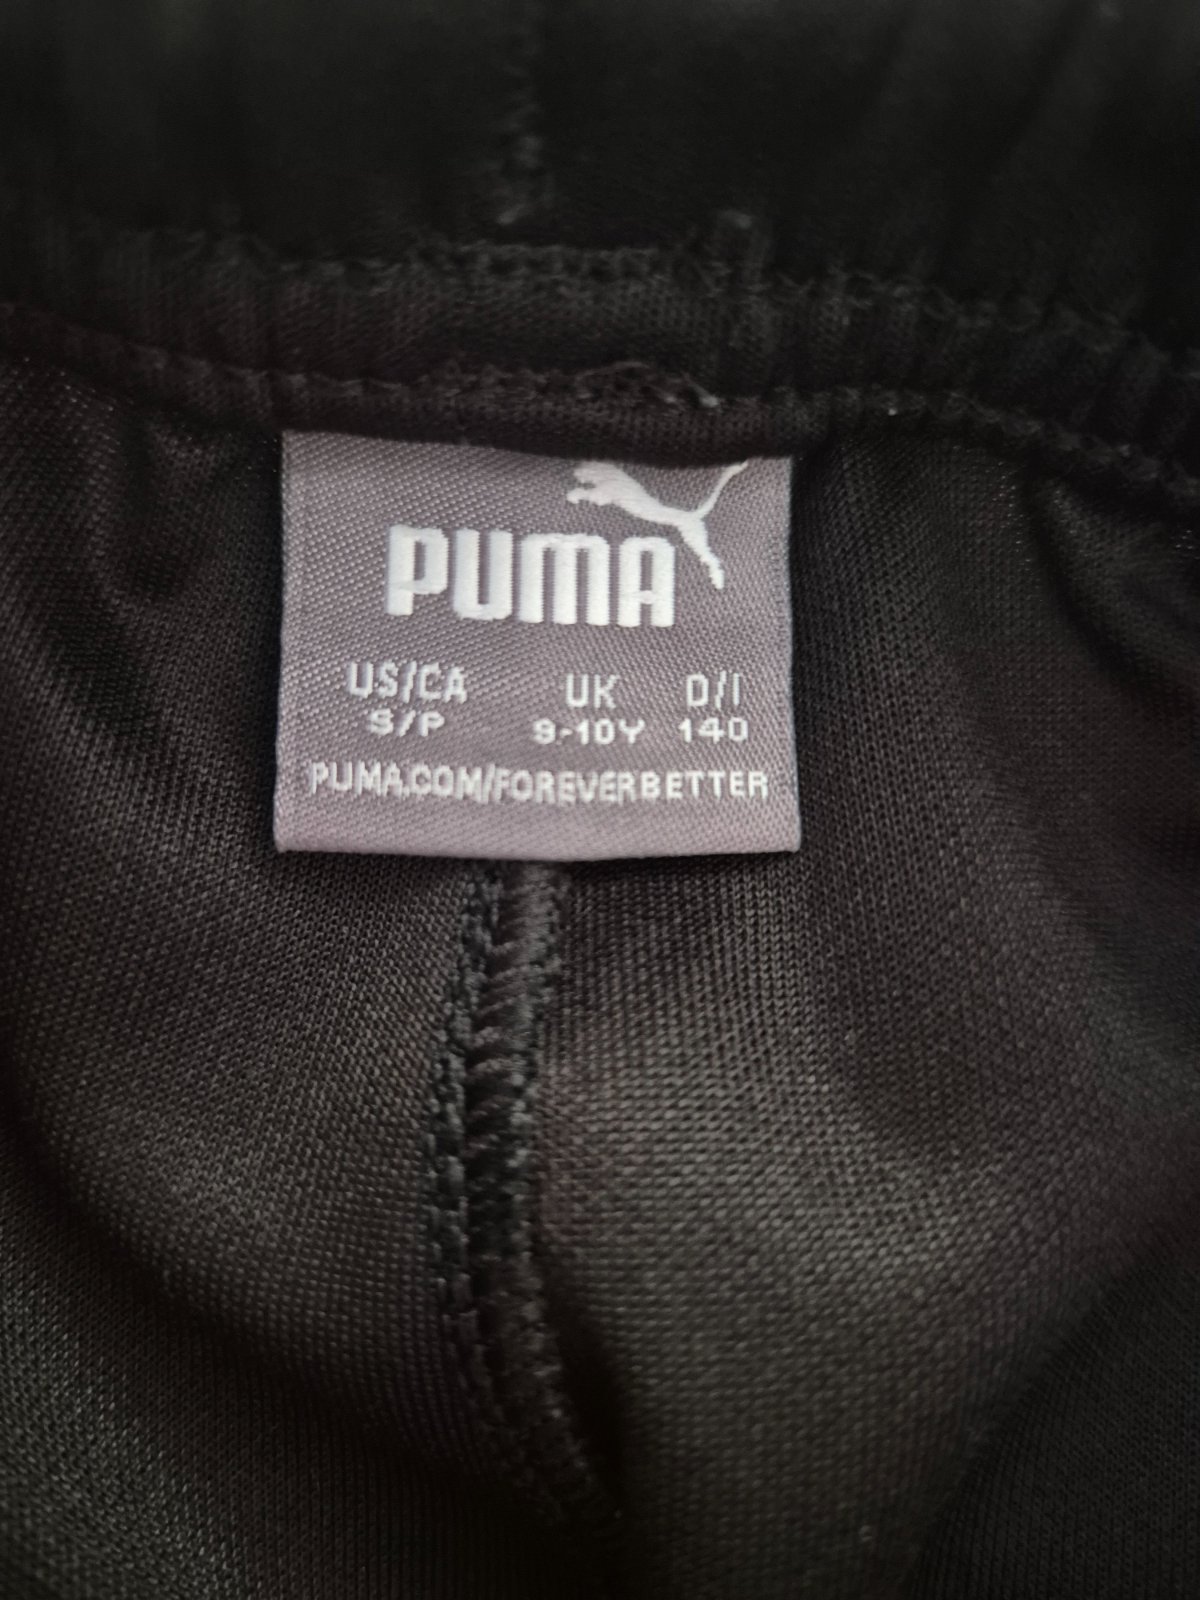 PUMA
US/CA UK D/I
S/P 9-10Y 140
PUMA.COM/FOREVERBETTER